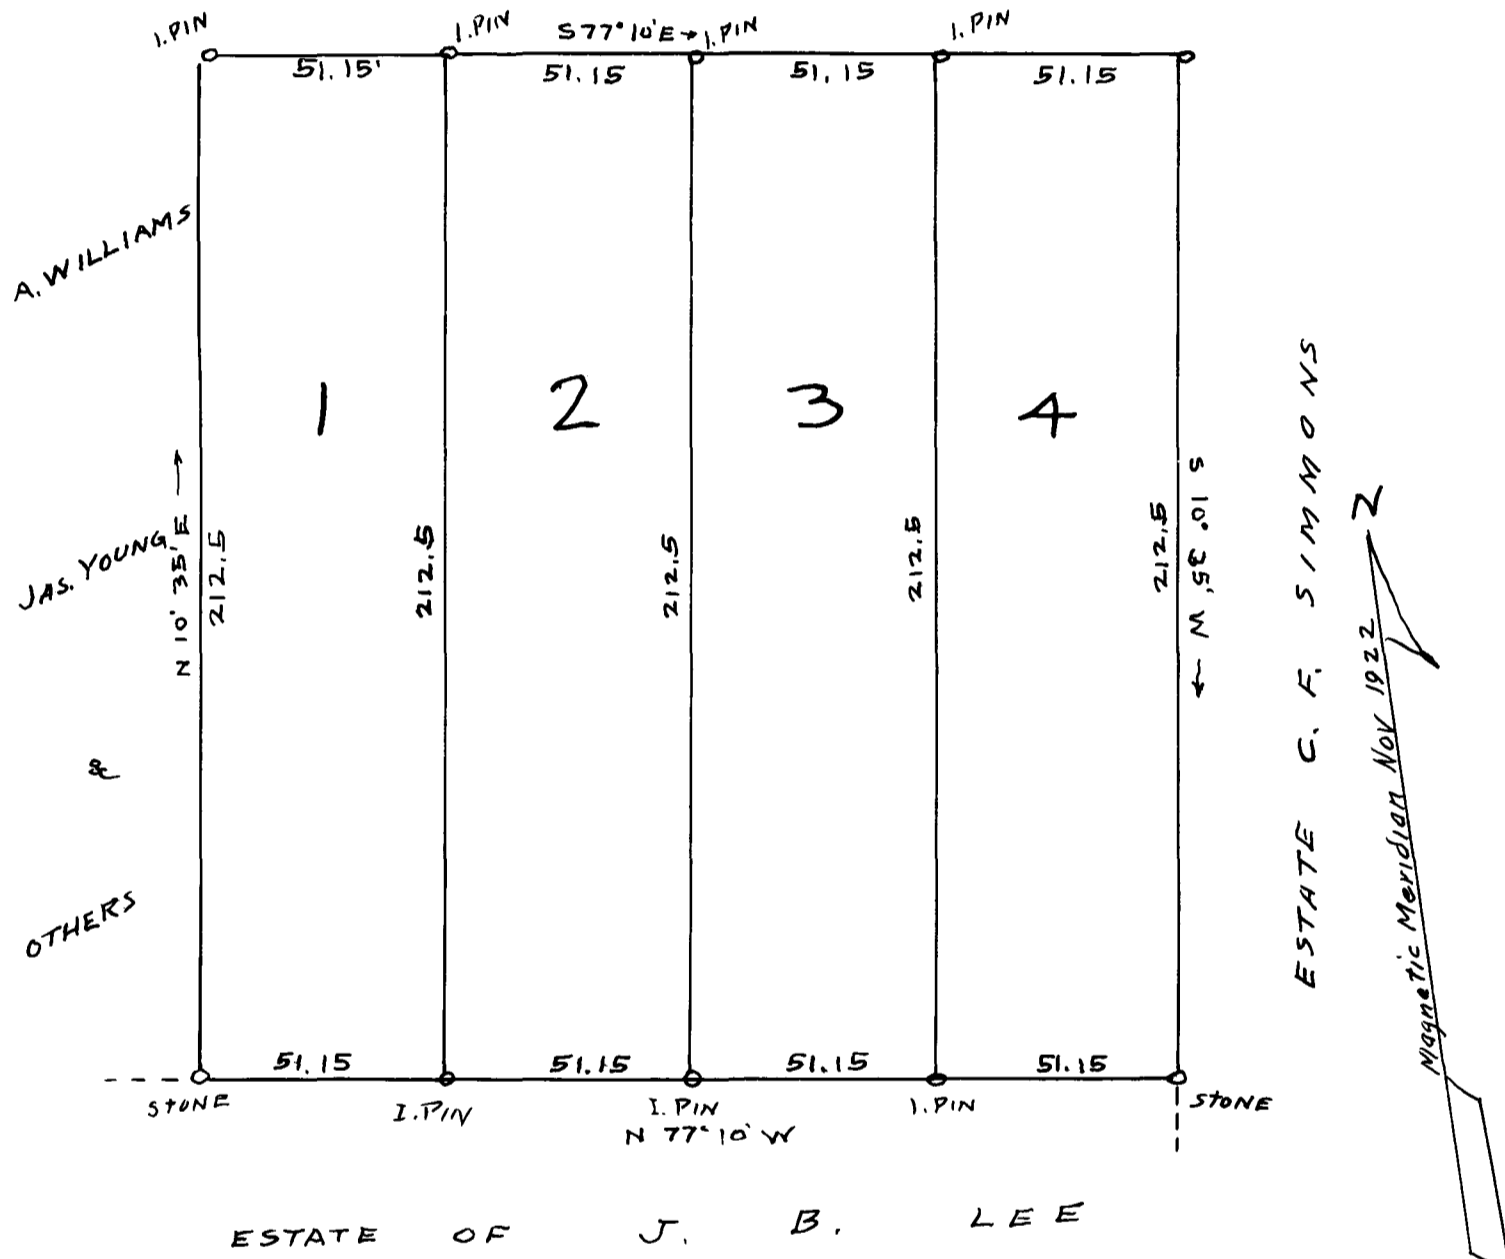 I. PIN
I. PIN
S 77° 10' E → I. PIN
I. PIN
51.15'
51.15
51.15
51.15
A. WILLIAMS
JAS. YOUNG
&
OTHERS
N 10° 35' E →
212.5
1
212.5
2
212.5
3
212.5
4
212.5
S 10° 35' W →
ESTATE C. F. SIMMONS
N
Magnetic Meridian Nov 1922
51.15
51.15
51.15
51.15
STONE
I. PIN
I. PIN
I. PIN
STONE
N 77° 10' W
ESTATE OF J. B. LEE